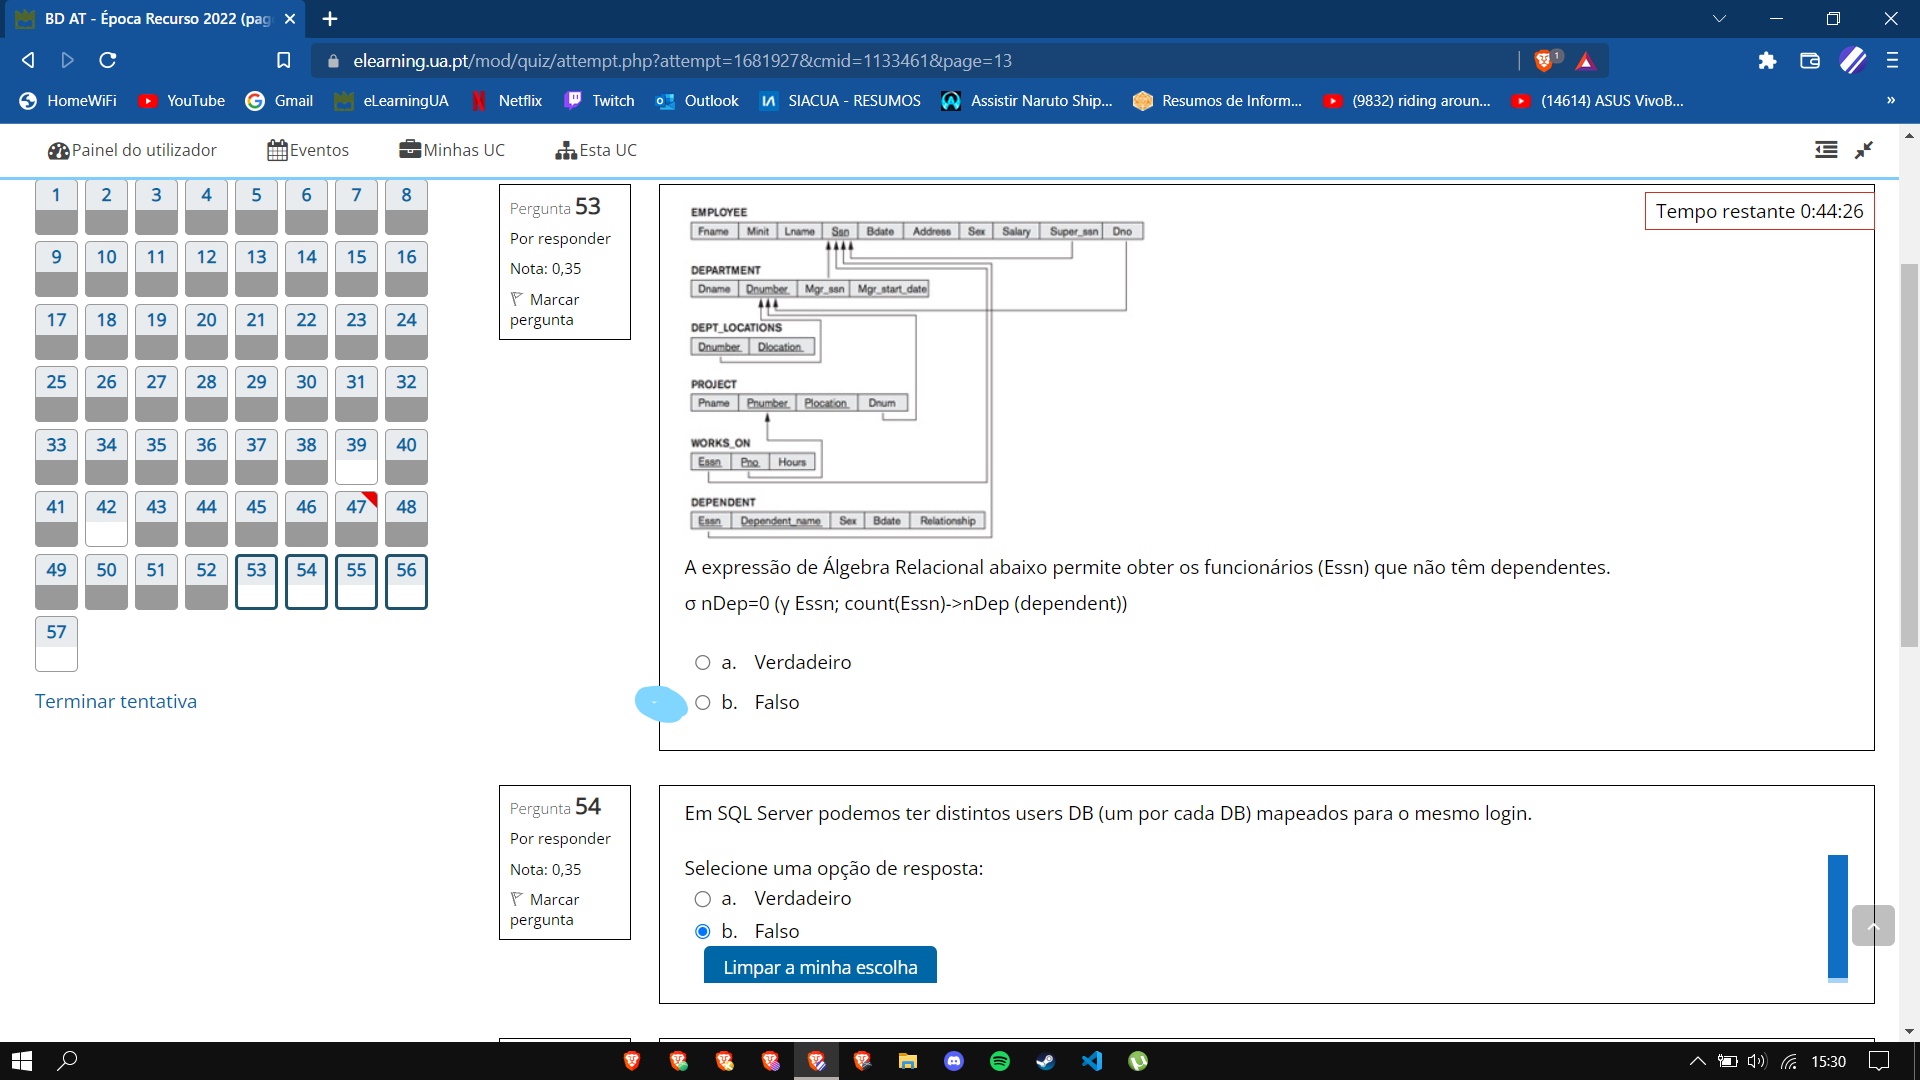 BD AT - Época Recurso 2022 (pag
elearning.ua.pt/mod/quiz/attempt.php?attempt=1681927&cmid=1133461&page=13
1
HomeWiFi
YouTube
Gmail
eLearningUA
Netflix
Twitch
Outlook
SIACUA - RESUMOS
Assistir Naruto Ship...
Resumos de Inform...
(9832) riding aroun...
(14614) ASUS VivoB...
»
Painel do utilizador
Eventos
Minhas UC
Esta UC
1 2 3 4 5 6 7 8
9 10 11 12 13 14 15 16
17 18 19 20 21 22 23 24
25 26 27 28 29 30 31 32
33 34 35 36 37 38 39 40
41 42 43 44 45 46 47 48
49 50 51 52 53 54 55 56
57
Terminar tentativa
Pergunta 53
Por responder
Nota: 0,35
Marcar
pergunta
Tempo restante 0:44:26
EMPLOYEE
Fname Minit Lname Ssn Bdate Address Sex Salary Super_ssn Dno
DEPARTMENT
Dname Dnumber Mgr_ssn Mgr_start_date
DEPT_LOCATIONS
Dnumber Dlocation
PROJECT
Pname Pnumber Plocation Dnum
WORKS_ON
Essn Pno Hours
DEPENDENT
Essn Dependent_name Sex Bdate Relationship
A expressão de Álgebra Relacional abaixo permite obter os funcionários (Essn) que não têm dependentes.
σ nDep=0 (γ Essn; count(Essn)->nDep (dependent))
a. Verdadeiro
b. Falso
Pergunta 54
Por responder
Nota: 0,35
Marcar
pergunta
Em SQL Server podemos ter distintos users DB (um por cada DB) mapeados para o mesmo login.
Selecione uma opção de resposta:
a. Verdadeiro
b. Falso
Limpar a minha escolha
15:30